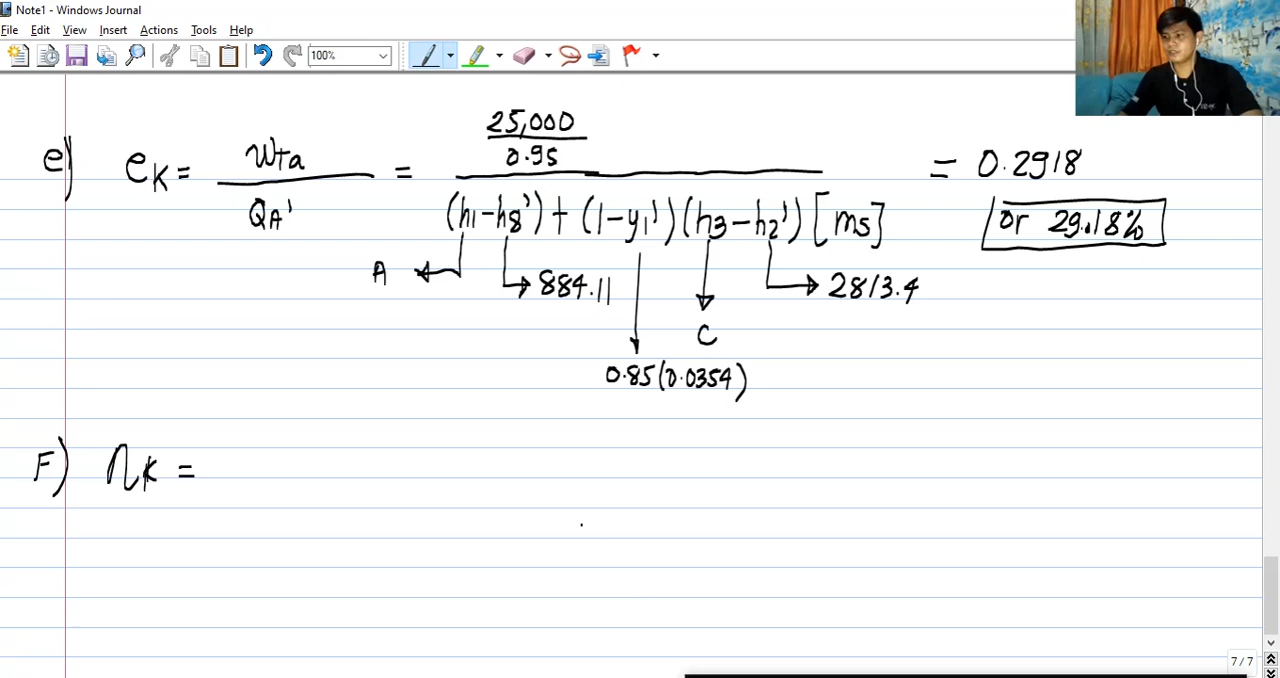 Note1 - Windows Journal
File Edit View Insert Actions Tools Help
100%
e) eK = WTa / QA' = (25,000 / 0.95) / ((h1-h8') + (1-y1')(h3-h2')[ms]) = 0.2918
or 29.18%
A
884.11
2813.4
C
0.85(0.0354)
F) ηK =
7 / 7